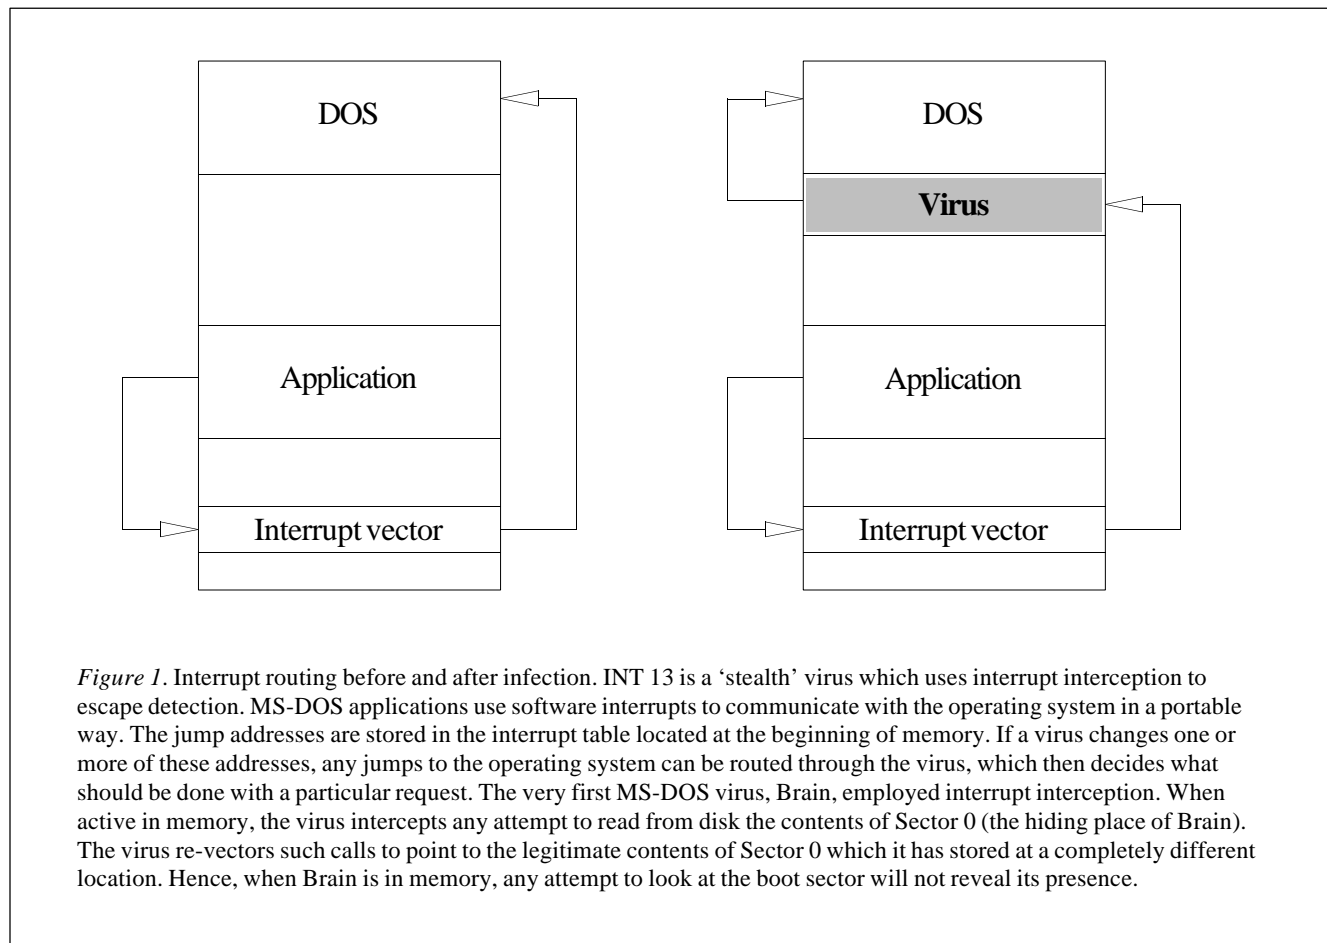 DOS
Application
Interrupt vector
DOS
Virus
Application
Interrupt vector
Figure 1. Interrupt routing before and after infection. INT 13 is a ‘stealth’ virus which uses interrupt interception to
escape detection. MS-DOS applications use software interrupts to communicate with the operating system in a portable
way. The jump addresses are stored in the interrupt table located at the beginning of memory. If a virus changes one or
more of these addresses, any jumps to the operating system can be routed through the virus, which then decides what
should be done with a particular request. The very first MS-DOS virus, Brain, employed interrupt interception. When
active in memory, the virus intercepts any attempt to read from disk the contents of Sector 0 (the hiding place of Brain).
The virus re-vectors such calls to point to the legitimate contents of Sector 0 which it has stored at a completely different
location. Hence, when Brain is in memory, any attempt to look at the boot sector will not reveal its presence.